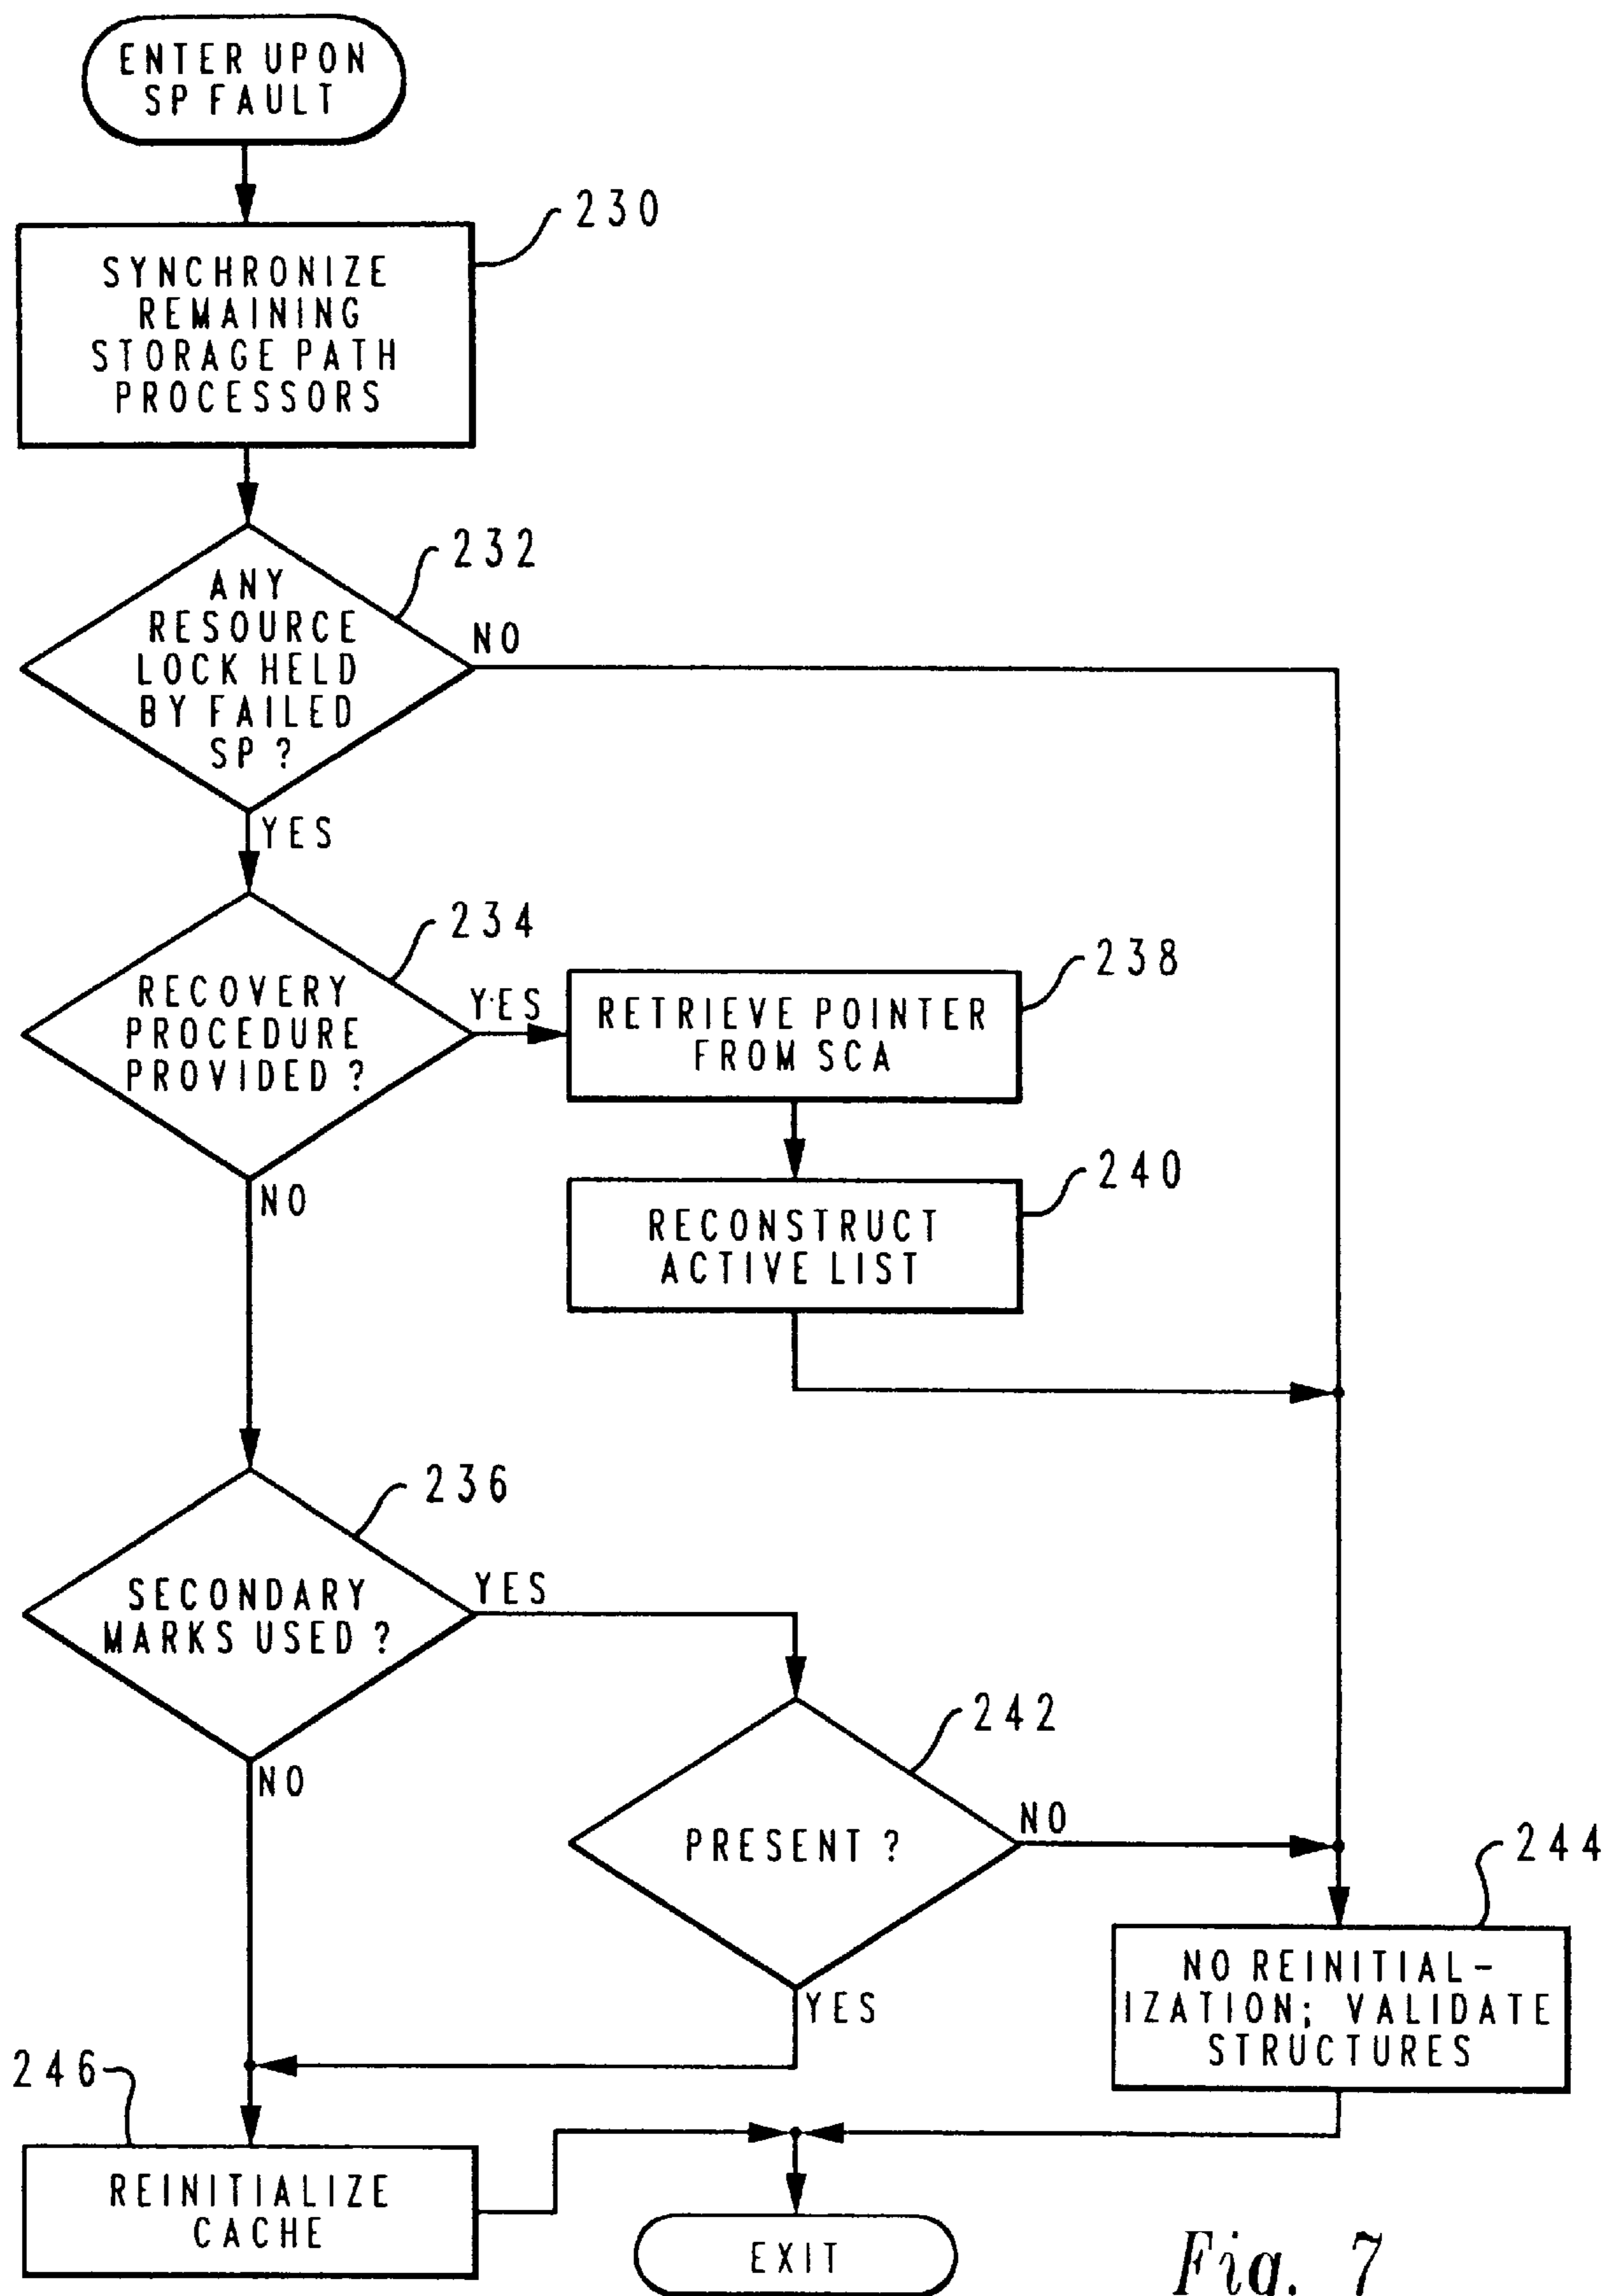 ENTER UPON
SP FAULT
230
SYNCHRONIZE
REMAINING
STORAGE PATH
PROCESSORS
232
ANY
RESOURCE
LOCK HELD
BY FAILED
SP ?
NO
YES
234
RECOVERY
PROCEDURE
PROVIDED ?
YES
238
RETRIEVE POINTER
FROM SCA
240
RECONSTRUCT
ACTIVE LIST
NO
236
SECONDARY
MARKS USED ?
YES
242
PRESENT ?
NO
NO
244
NO REINITIAL-
IZATION; VALIDATE
STRUCTURES
YES
246
REINITIALIZE
CACHE
EXIT
Fig. 7